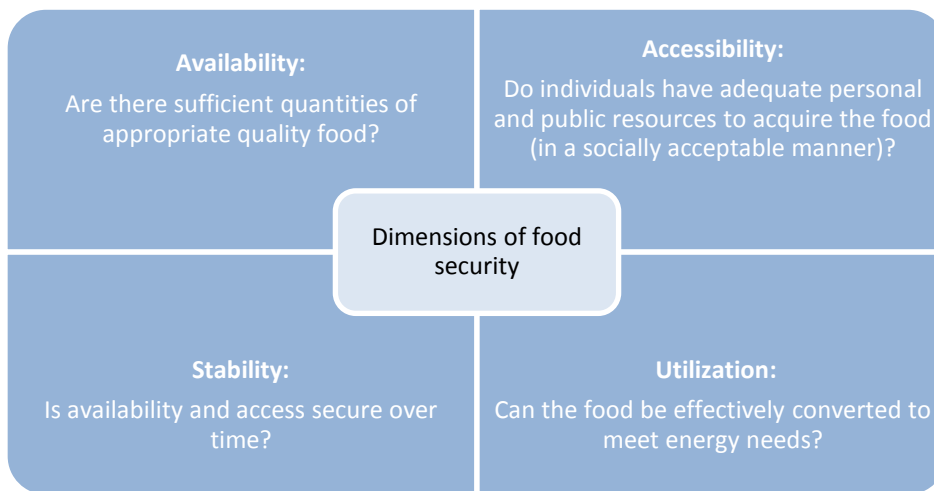 Availability:
Are there sufficient quantities of
appropriate quality food?
Accessibility:
Do individuals have adequate personal
and public resources to acquire the food
(in a socially acceptable manner)?
Dimensions of food
security
Stability:
Is availability and access secure over
time?
Utilization:
Can the food be effectively converted to
meet energy needs?